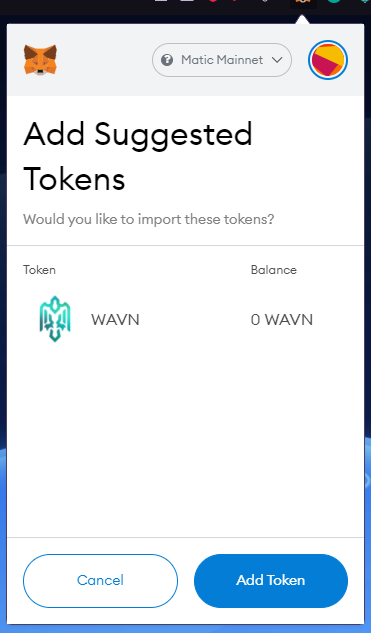 Matic Mainnet
Add Suggested
Tokens
Would you like to import these tokens?
Token Balance
WAVN 0 WAVN
Cancel Add Token